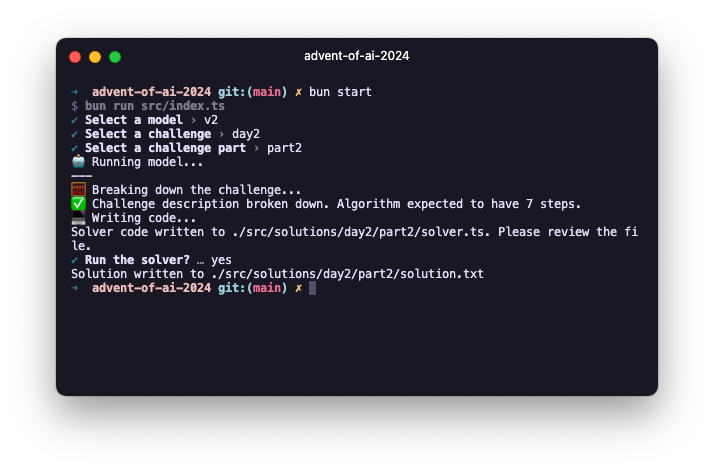 advent-of-ai-2024
➜ advent-of-ai-2024 git:(main) ✗ bun start
$ bun run src/index.ts
✔ Select a model › v2
✔ Select a challenge › day2
✔ Select a challenge part › part2
🤖 Running model...
———
🧮 Breaking down the challenge...
✅ Challenge description broken down. Algorithm expected to have 7 steps.
💻 Writing code...
Solver code written to ./src/solutions/day2/part2/solver.ts. Please review the fi
le.
✔ Run the solver? … yes
Solution written to ./src/solutions/day2/part2/solution.txt
➜ advent-of-ai-2024 git:(main) ✗